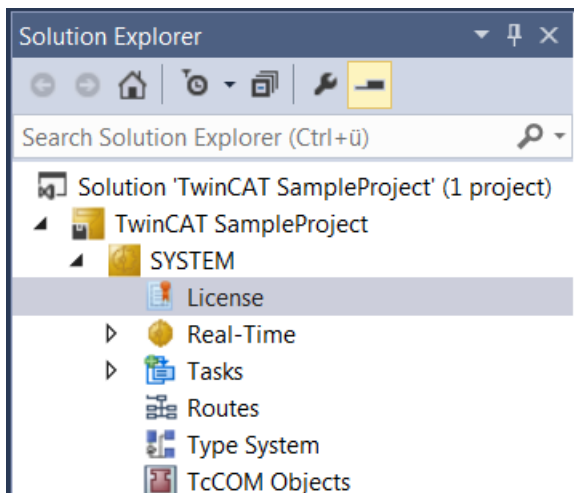 Solution Explorer
Search Solution Explorer (Ctrl+ü)
Solution 'TwinCAT SampleProject' (1 project)
TwinCAT SampleProject
SYSTEM
License
Real-Time
Tasks
Routes
Type System
TcCOM Objects